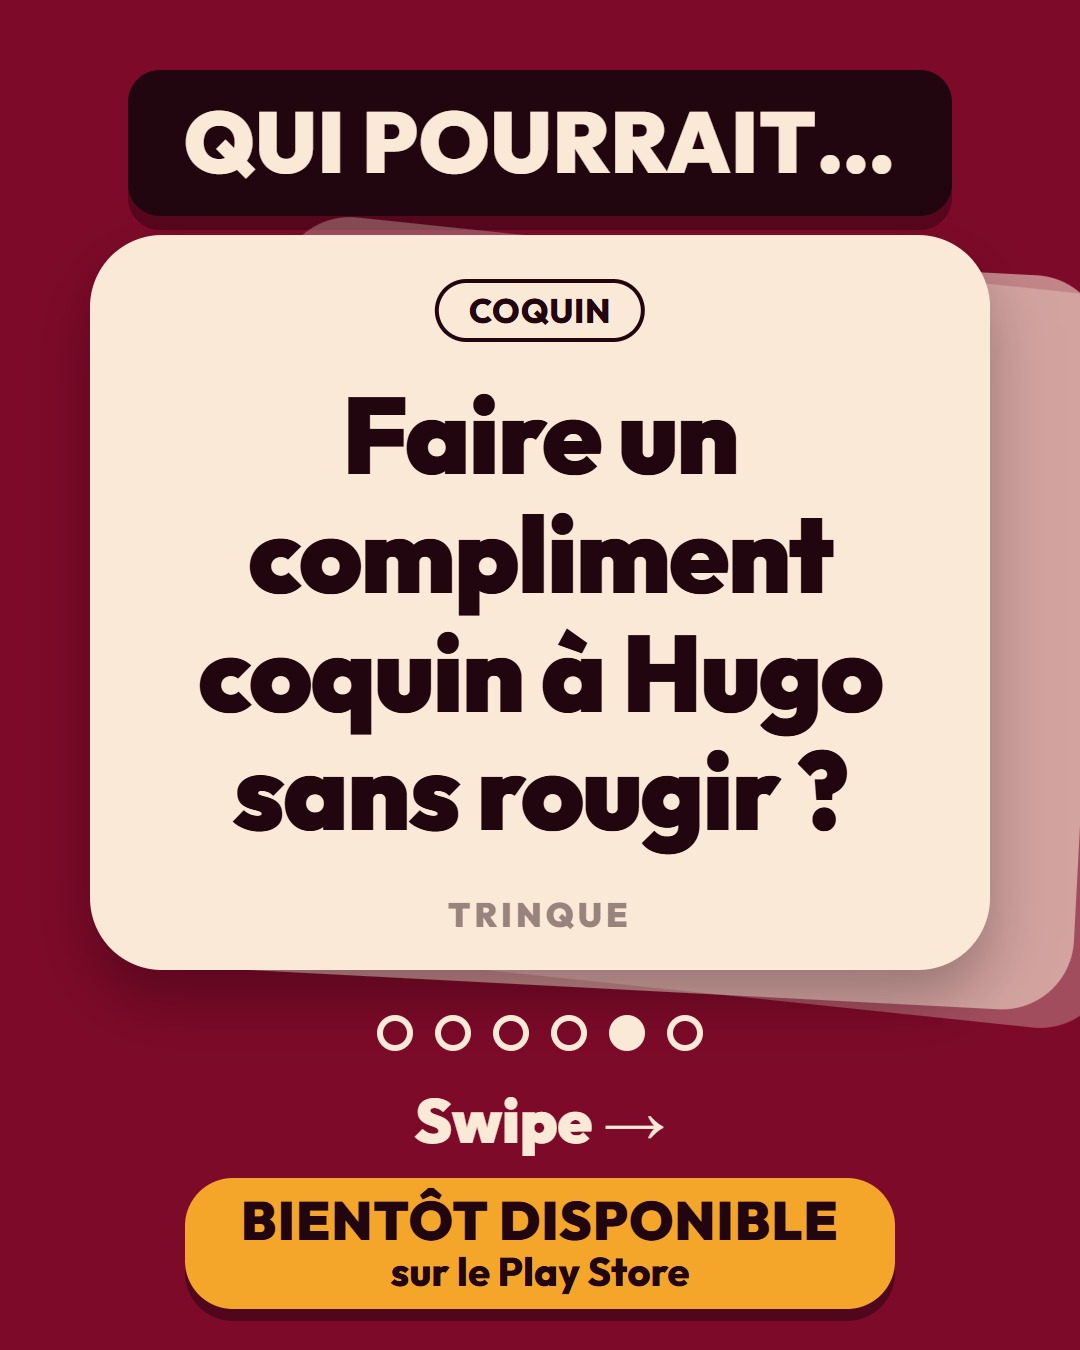 QUI POURRAIT...
COQUIN
Faire un
compliment
coquin à Hugo
sans rougir ?
TRINQUE
Swipe →
BIENTÔT DISPONIBLE
sur le Play Store